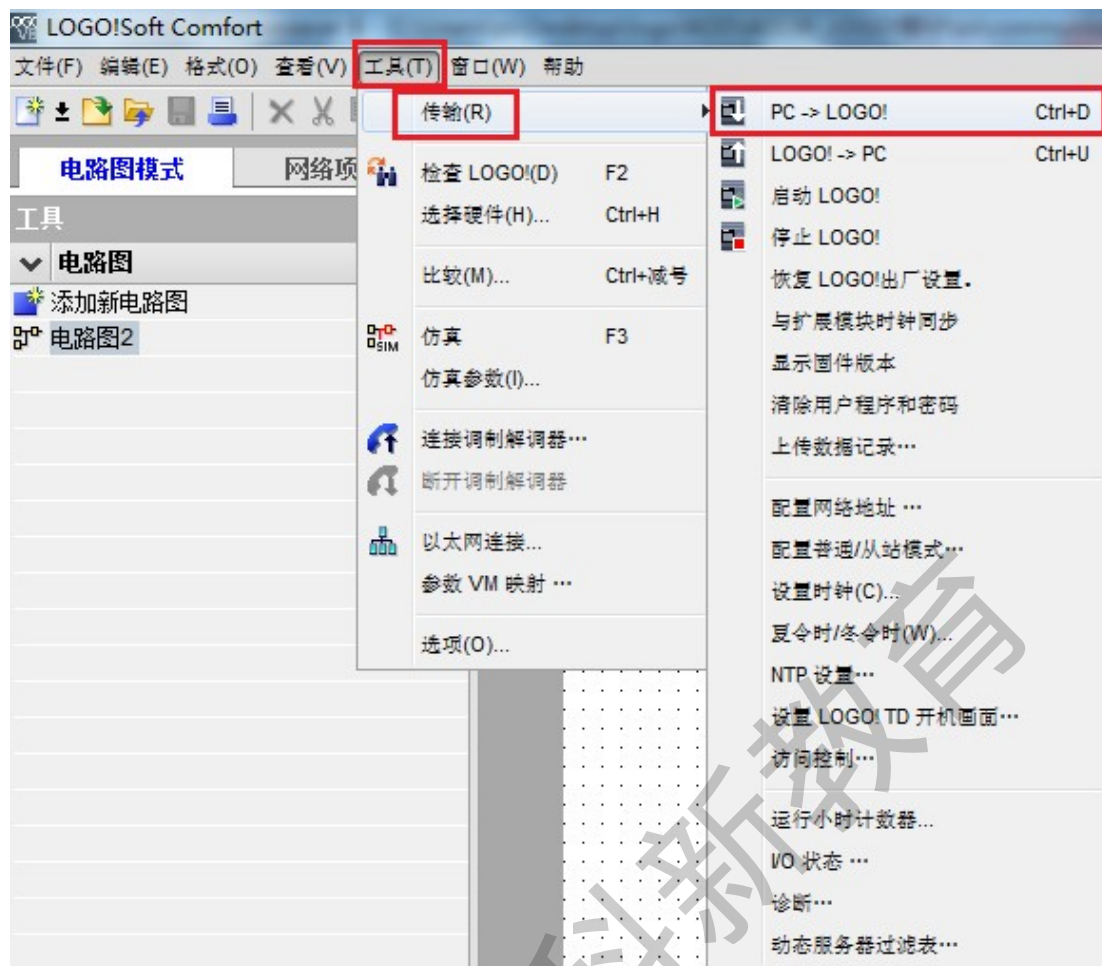 LOGO!Soft Comfort
文件(F) 编辑(E) 格式(O) 查看(V) 工具(T) 窗口(W) 帮助
电路图模式
网络项
工具
电路图
添加新电路图
电路图2
传输(R)
检查 LOGO!(D) F2
选择硬件(H)... Ctrl+H
比较(M)... Ctrl+减号
仿真 F3
仿真参数(I)...
连接调制解调器…
断开调制解调器
以太网连接...
参数 VM 映射 …
选项(O)...
PC -> LOGO! Ctrl+D
LOGO! -> PC Ctrl+U
启动 LOGO!
停止 LOGO!
恢复 LOGO!出厂设置.
与扩展模块时钟同步
显示固件版本
清除用户程序和密码
上传数据记录…
配置网络地址 …
配置普通/从站模式…
设置时钟(C)...
夏令时/冬令时(W)...
NTP 设置…
设置 LOGO! TD 开机画面…
访问控制…
运行小时计数器...
I/O 状态 …
诊断…
动态服务器过滤表…
科新教育